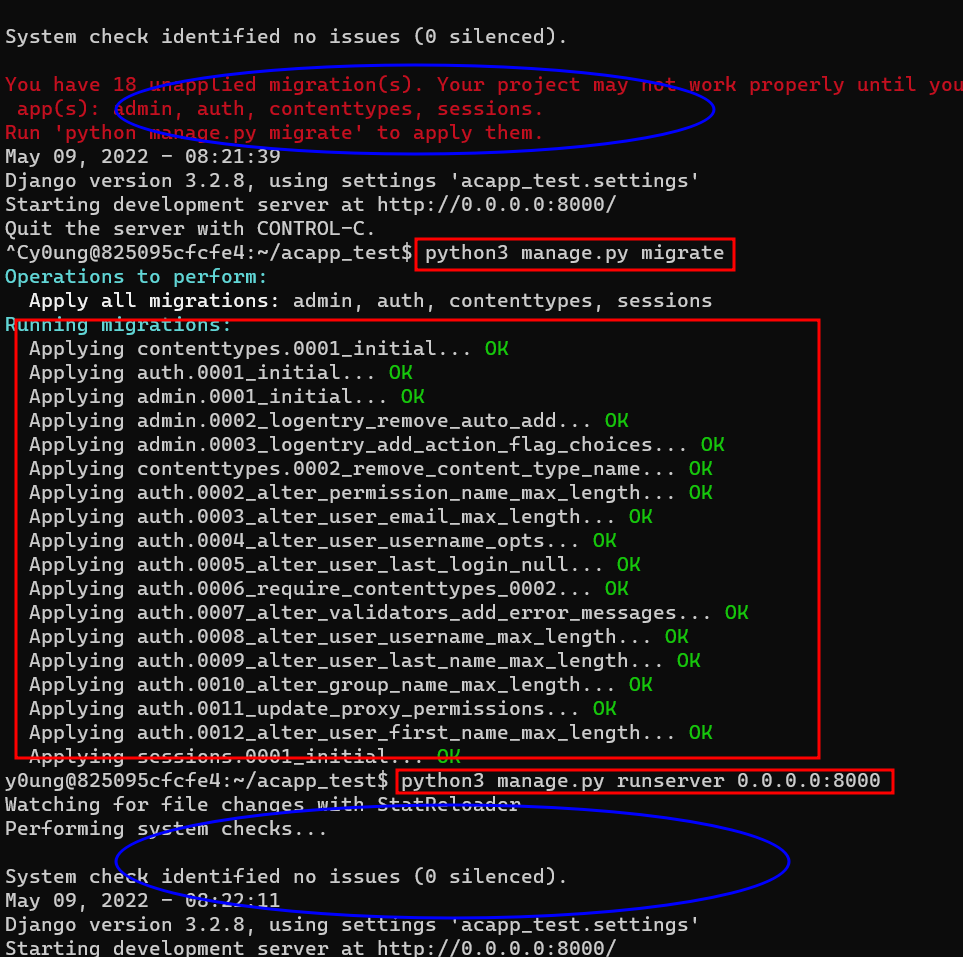 System check identified no issues (0 silenced).
You have 18 unapplied migration(s). Your project may not work properly until you
app(s): admin, auth, contenttypes, sessions.
Run 'python manage.py migrate' to apply them.
May 09, 2022 - 08:21:39
Django version 3.2.8, using settings 'acapp_test.settings'
Starting development server at http://0.0.0.0:8000/
Quit the server with CONTROL-C.
^Cy0ung@825095cfcfe4:~/acapp_test$ python3 manage.py migrate
Operations to perform:
  Apply all migrations: admin, auth, contenttypes, sessions
Running migrations:
  Applying contenttypes.0001_initial... OK
  Applying auth.0001_initial... OK
  Applying admin.0001_initial... OK
  Applying admin.0002_logentry_remove_auto_add... OK
  Applying admin.0003_logentry_add_action_flag_choices... OK
  Applying contenttypes.0002_remove_content_type_name... OK
  Applying auth.0002_alter_permission_name_max_length... OK
  Applying auth.0003_alter_user_email_max_length... OK
  Applying auth.0004_alter_user_username_opts... OK
  Applying auth.0005_alter_user_last_login_null... OK
  Applying auth.0006_require_contenttypes_0002... OK
  Applying auth.0007_alter_validators_add_error_messages... OK
  Applying auth.0008_alter_user_username_max_length... OK
  Applying auth.0009_alter_user_last_name_max_length... OK
  Applying auth.0010_alter_group_name_max_length... OK
  Applying auth.0011_update_proxy_permissions... OK
  Applying auth.0012_alter_user_first_name_max_length... OK
  Applying sessions.0001_initial... OK
y0ung@825095cfcfe4:~/acapp_test$ python3 manage.py runserver 0.0.0.0:8000
Watching for file changes with StatReloader
Performing system checks...
System check identified no issues (0 silenced).
May 09, 2022 - 08:22:11
Django version 3.2.8, using settings 'acapp_test.settings'
Starting development server at http://0.0.0.0:8000/